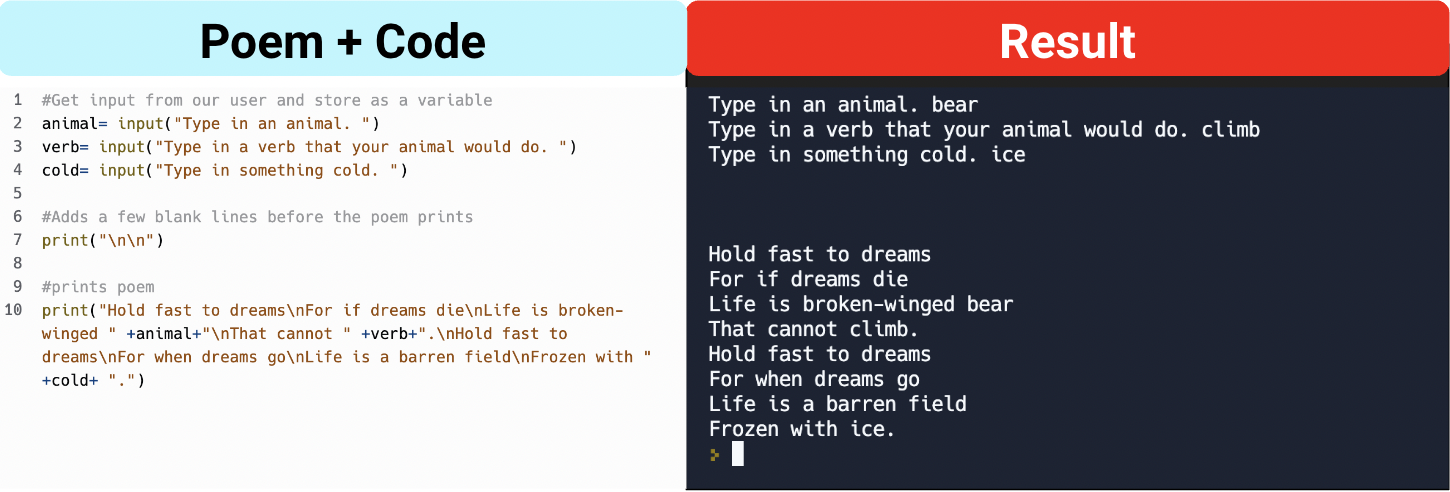 Poem + Code
1 #Get input from our user and store as a variable
2 animal= input("Type in an animal. ")
3 verb= input("Type in a verb that your animal would do. ")
4 cold= input("Type in something cold. ")
5
6 #Adds a few blank lines before the poem prints
7 print("\n\n")
8
9 #prints poem
10 print("Hold fast to dreams\nFor if dreams die\nLife is broken-
winged " +animal+"\nThat cannot " +verb+".\nHold fast to
dreams\nFor when dreams go\nLife is a barren field\nFrozen with "
+cold+ ".")
Result
Type in an animal. bear
Type in a verb that your animal would do. climb
Type in something cold. ice
Hold fast to dreams
For if dreams die
Life is broken-winged bear
That cannot climb.
Hold fast to dreams
For when dreams go
Life is a barren field
Frozen with ice.